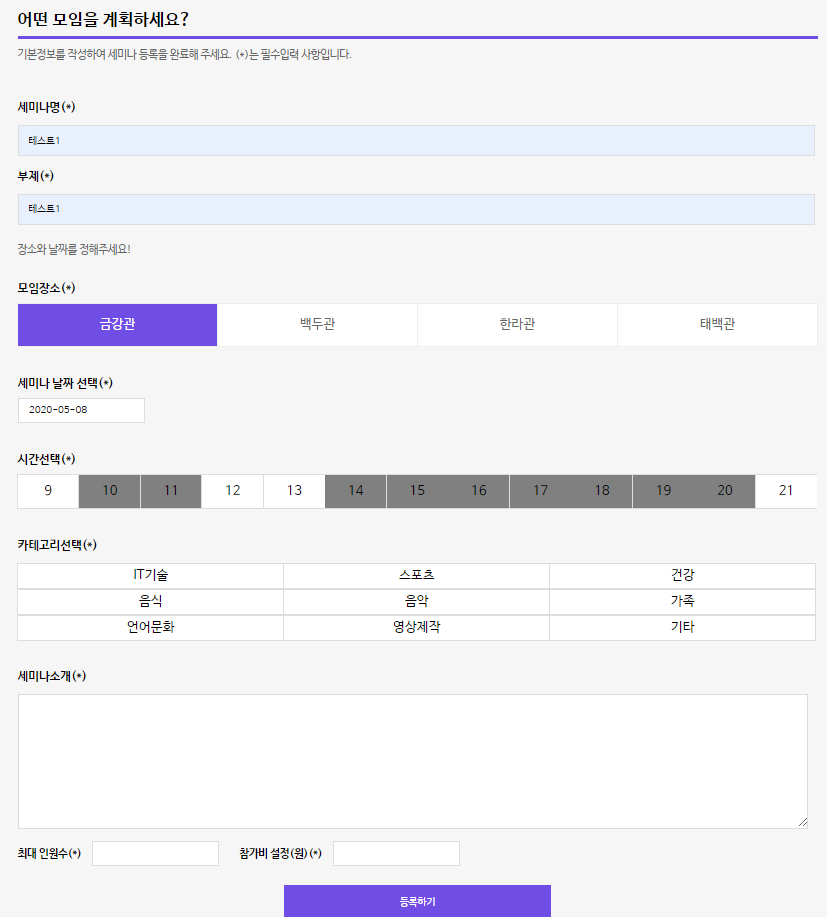 어떤 모임을 계획하세요?
기본정보를 작성하여 세미나 등록을 완료해 주세요. (*)는 필수입력 사항입니다.
세미나명(*)
테스트1
부제(*)
테스트1
장소와 날짜를 정해주세요!
모임장소(*)
금강관 백두관 한라관 태백관
세미나 날짜 선택(*)
2020-05-08
시간선택(*)
9 10 11 12 13 14 15 16 17 18 19 20 21
카테고리선택(*)
IT기술 스포츠 건강
음식 음악 가족
언어문화 영상제작 기타
세미나소개(*)
최대 인원수(*) 참가비 설정(원)(*)
등록하기